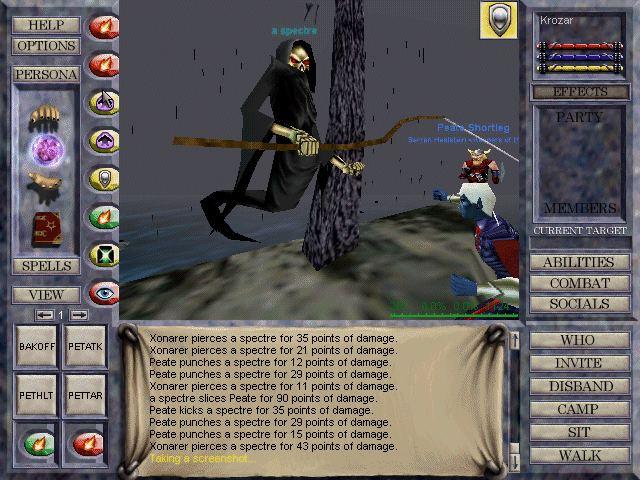 HELP
OPTIONS
PERSONA
SPELLS
VIEW
1
BAKOFF
PETATK
PETHLT
PETTAR
a spectre
Peate Shortleg
Krozar
EFFECTS
PARTY
MEMBERS
CURRENT TARGET
ABILITIES
COMBAT
SOCIALS
WHO
INVITE
DISBAND
CAMP
SIT
WALK
Xonarer pierces a spectre for 35 points of damage.
Xonarer pierces a spectre for 21 points of damage.
Peate punches a spectre for 12 points of damage.
Peate punches a spectre for 29 points of damage.
Xonarer pierces a spectre for 11 points of damage.
a spectre slices Peate for 90 points of damage.
Peate kicks a spectre for 35 points of damage.
Peate punches a spectre for 29 points of damage.
Peate punches a spectre for 15 points of damage.
Xonarer pierces a spectre for 43 points of damage.
Taking a screenshot...